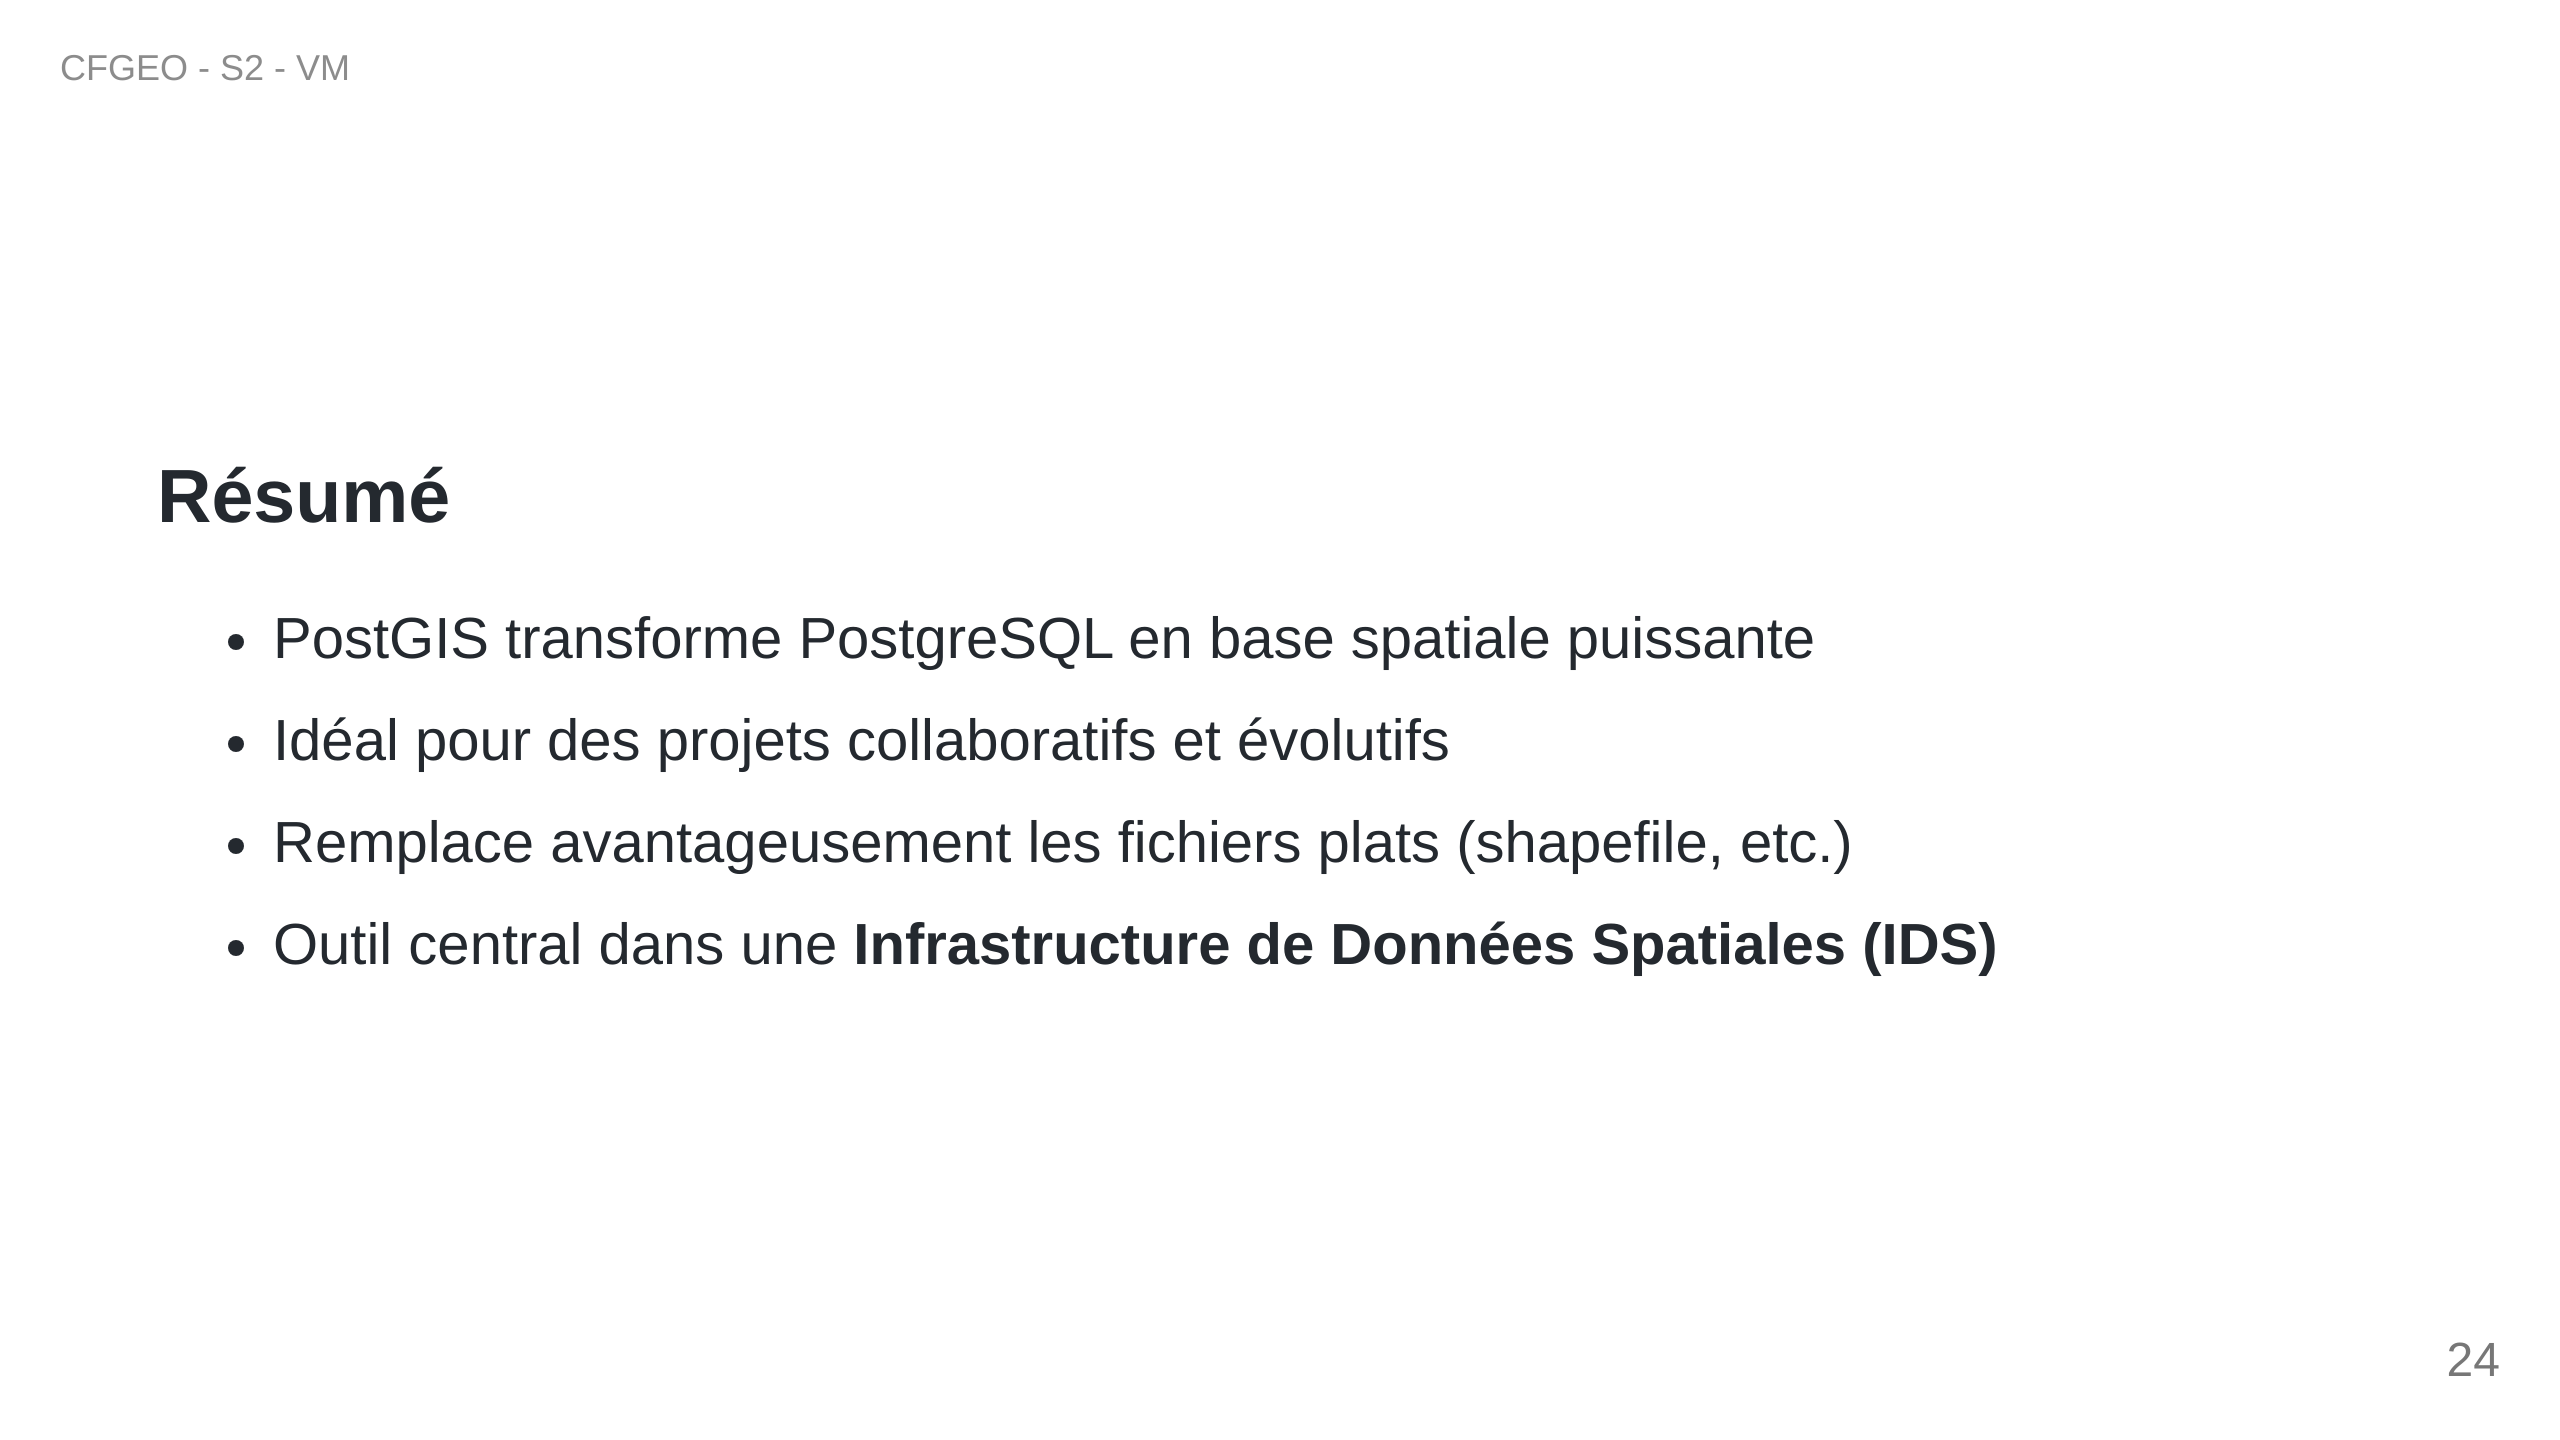 CFGEO - S2 - VM
Résumé
• PostGIS transforme PostgreSQL en base spatiale puissante
• Idéal pour des projets collaboratifs et évolutifs
• Remplace avantageusement les fichiers plats (shapefile, etc.)
• Outil central dans une Infrastructure de Données Spatiales (IDS)
24